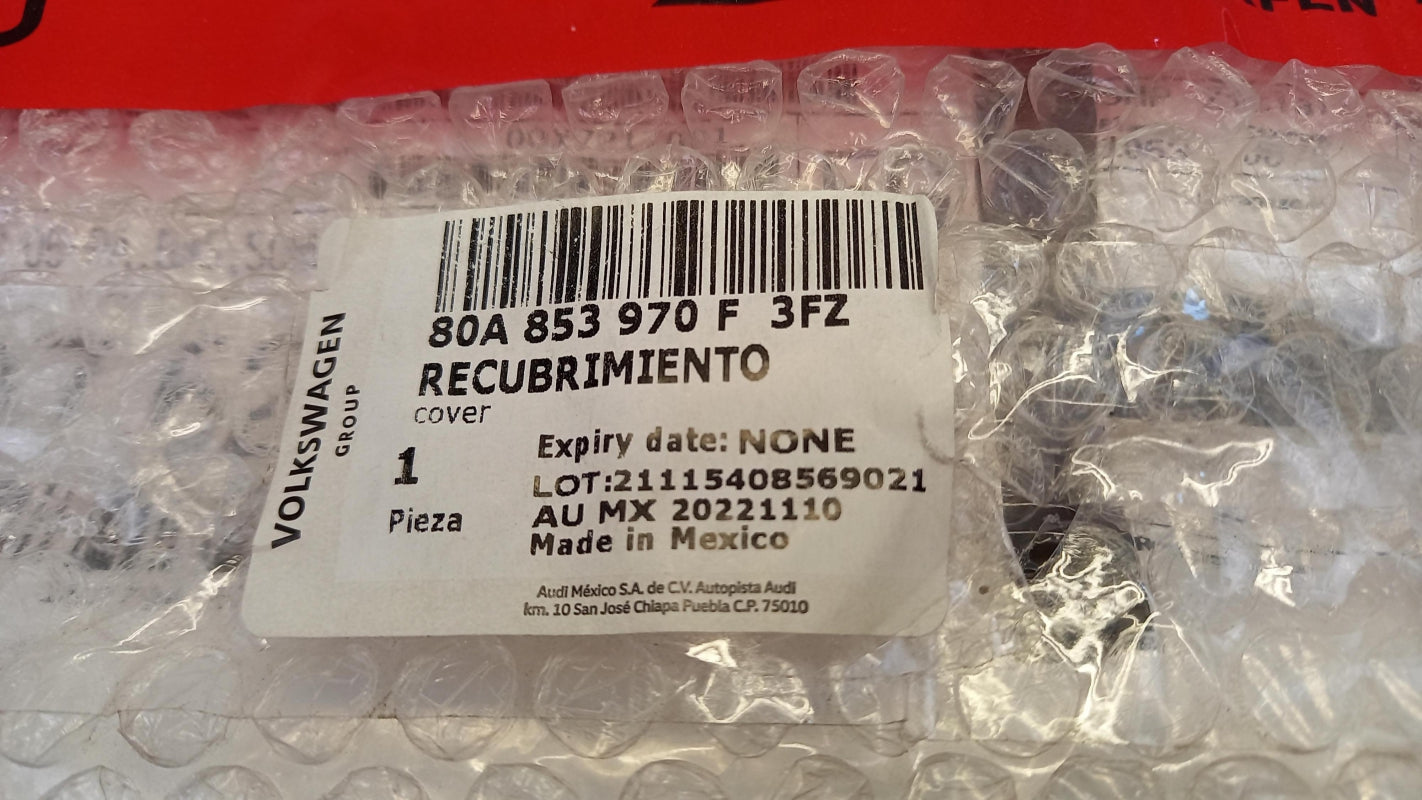 VOLKSWAGEN
GROUP
80A 853 970 F 3FZ
RECUBRIMIENTO
cover
1
Pieza
Expiry date: NONE
LOT:21115408569021
AU MX 20221110
Made in Mexico
Audi México S.A. de C.V. Autopista Audi
km. 10 San José Chiapa Puebla C.P. 75010